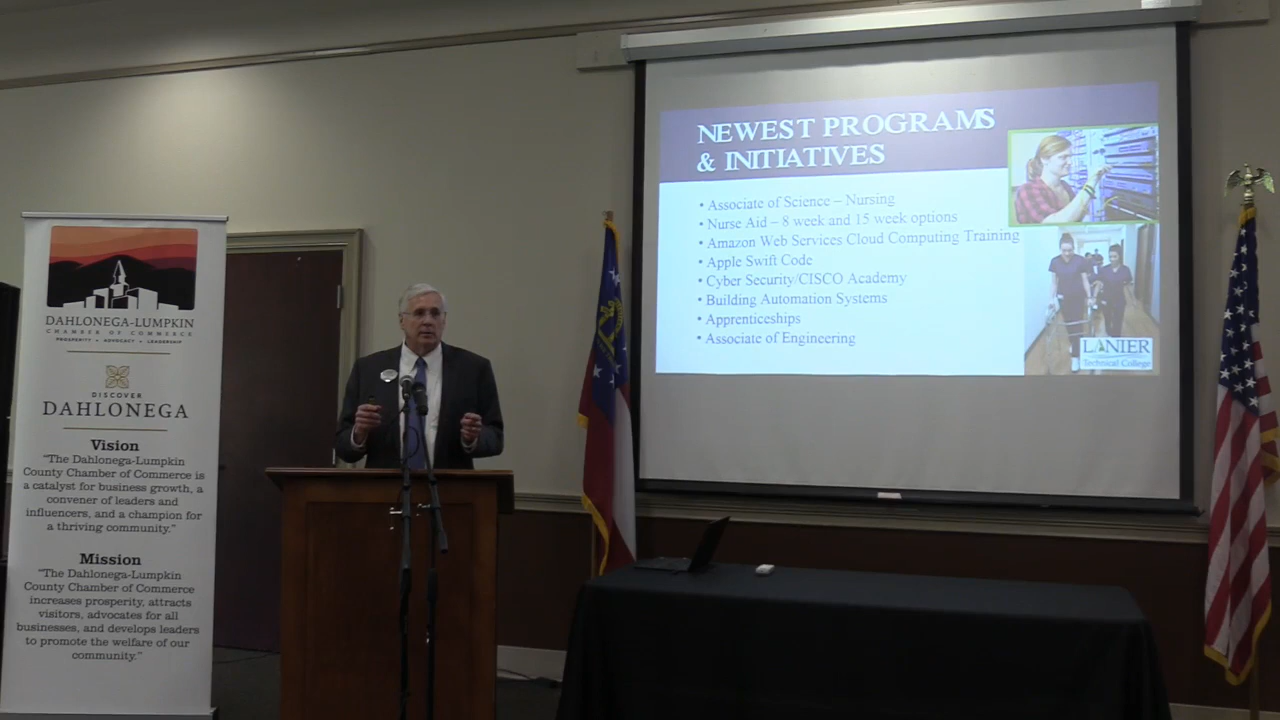 DAHLONEGA-LUMPKIN
CHAMBER OF COMMERCE
PROSPERITY • ADVOCACY • LEADERSHIP
DISCOVER
DAHLONEGA
Vision
"The Dahlonega-Lumpkin
County Chamber of Commerce is
a catalyst for business growth, a
convener of leaders and
influencers, and a champion for
a thriving community."
Mission
"The Dahlonega-Lumpkin
County Chamber of Commerce
increases prosperity, attracts
visitors, advocates for all
businesses, and develops leaders
to promote the welfare of our
community."
NEWEST PROGRAMS
& INITIATIVES
• Associate of Science – Nursing
• Nurse Aid – 8 week and 15 week options
• Amazon Web Services Cloud Computing Training
• Apple Swift Code
• Cyber Security/CISCO Academy
• Building Automation Systems
• Apprenticeships
• Associate of Engineering
LANIER
Technical College